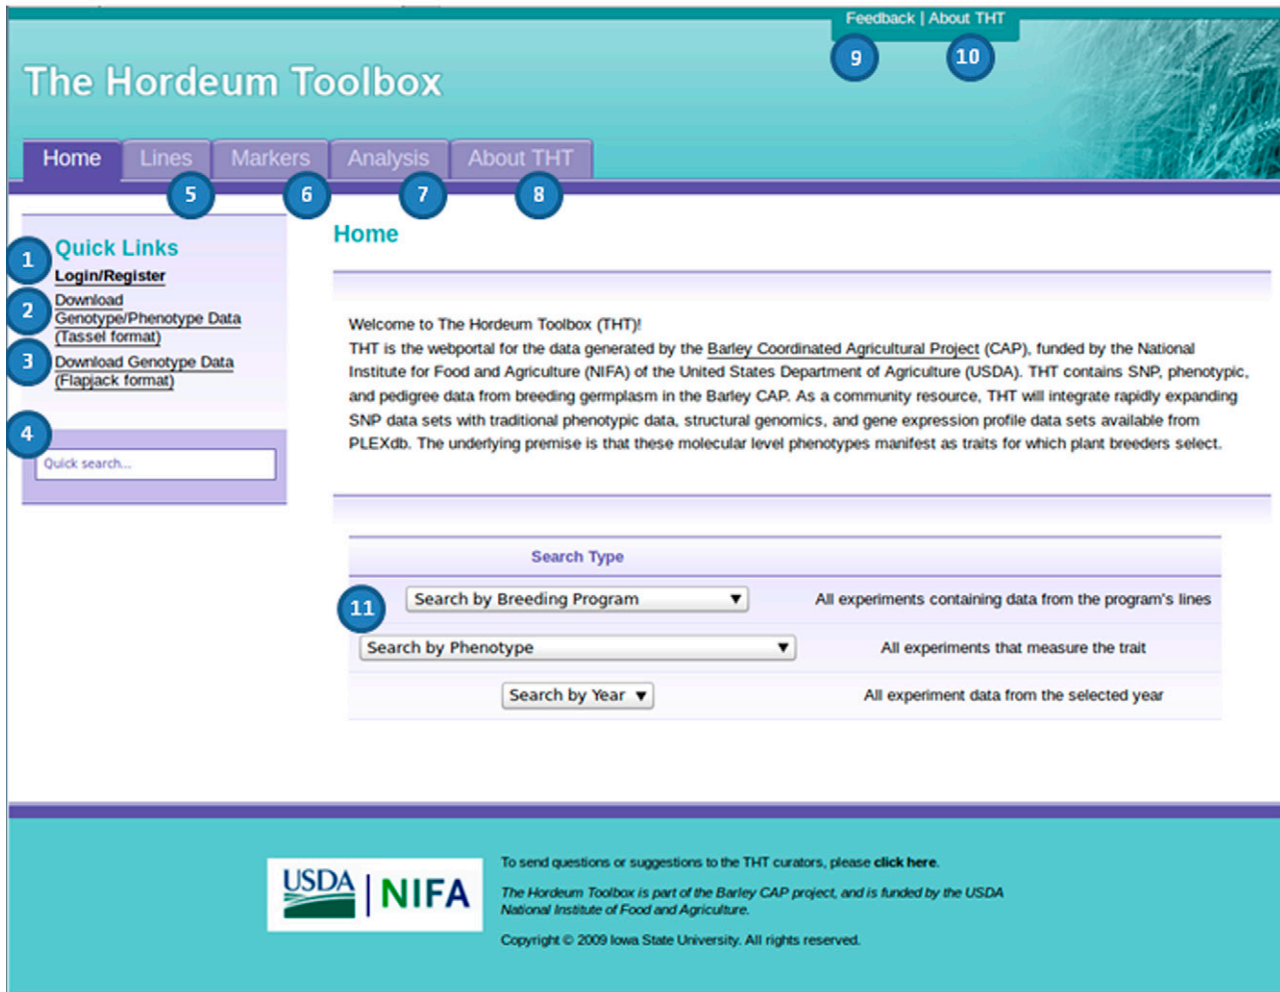 Feedback | About THT
9
10
The Hordeum Toolbox
Home
Lines
Markers
Analysis
About THT
5
6
7
8
1
Quick Links
Login/Register
2
Download
Genotype/Phenotype Data
(Tassel format)
3
Download Genotype Data
(Flapjack format)
4
Quick search...
Home
Welcome to The Hordeum Toolbox (THT)!
THT is the webportal for the data generated by the Barley Coordinated Agricultural Project (CAP), funded by the National
Institute for Food and Agriculture (NIFA) of the United States Department of Agriculture (USDA). THT contains SNP, phenotypic,
and pedigree data from breeding germplasm in the Barley CAP. As a community resource, THT will integrate rapidly expanding
SNP data sets with traditional phenotypic data, structural genomics, and gene expression profile data sets available from
PLEXdb. The underlying premise is that these molecular level phenotypes manifest as traits for which plant breeders select.
Search Type
11
Search by Breeding Program
All experiments containing data from the program's lines
Search by Phenotype
All experiments that measure the trait
Search by Year
All experiment data from the selected year
USDA
NIFA
To send questions or suggestions to the THT curators, please click here.
The Hordeum Toolbox is part of the Barley CAP project, and is funded by the USDA
National Institute of Food and Agriculture.
Copyright © 2009 Iowa State University. All rights reserved.